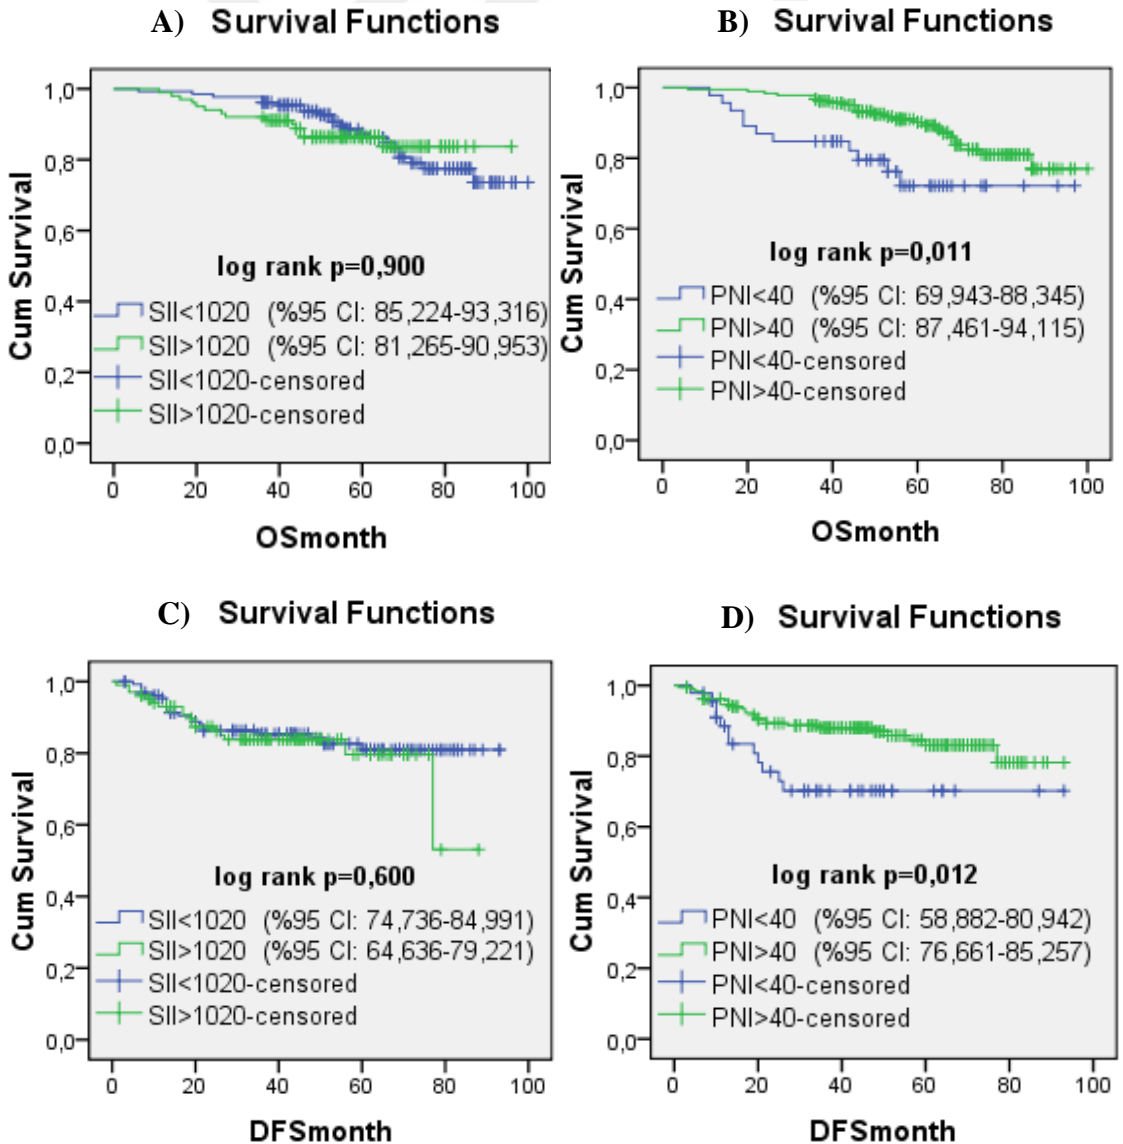 A) Survival Functions
Cum Survival
1,0
0,8
0,6
0,4
0,2
0,0
log rank p=0,900
SII<1020 (%95 CI: 85,224-93,316)
SII>1020 (%95 CI: 81,265-90,953)
SII<1020-censored
SII>1020-censored
0 20 40 60 80 100
OSmonth
B) Survival Functions
Cum Survival
1,0
0,8
0,6
0,4
0,2
0,0
log rank p=0,011
PNI<40 (%95 CI: 69,943-88,345)
PNI>40 (%95 CI: 87,461-94,115)
PNI<40-censored
PNI>40-censored
0 20 40 60 80 100
OSmonth
C) Survival Functions
Cum Survival
1,0
0,8
0,6
0,4
0,2
0,0
log rank p=0,600
SII<1020 (%95 CI: 74,736-84,991)
SII>1020 (%95 CI: 64,636-79,221)
SII<1020-censored
SII>1020-censored
0 20 40 60 80 100
DFSmonth
D) Survival Functions
Cum Survival
1,0
0,8
0,6
0,4
0,2
0,0
log rank p=0,012
PNI<40 (%95 CI: 58,882-80,942)
PNI>40 (%95 CI: 76,661-85,257)
PNI<40-censored
PNI>40-censored
0 20 40 60 80 100
DFSmonth